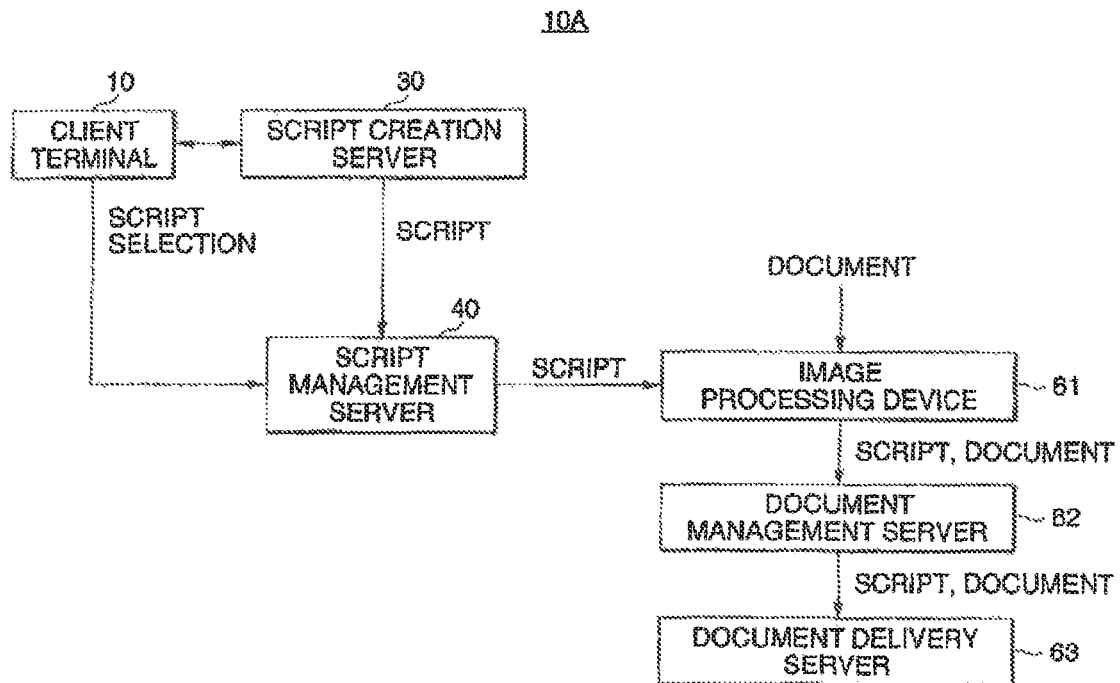 10A
10
30
CLIENT
TERMINAL
SCRIPT CREATION
SERVER
SCRIPT
SELECTION
SCRIPT
DOCUMENT
40
SCRIPT
MANAGEMENT
SERVER
SCRIPT
IMAGE
PROCESSING DEVICE
61
SCRIPT, DOCUMENT
DOCUMENT
MANAGEMENT SERVER
62
SCRIPT, DOCUMENT
DOCUMENT DELIVERY
SERVER
63